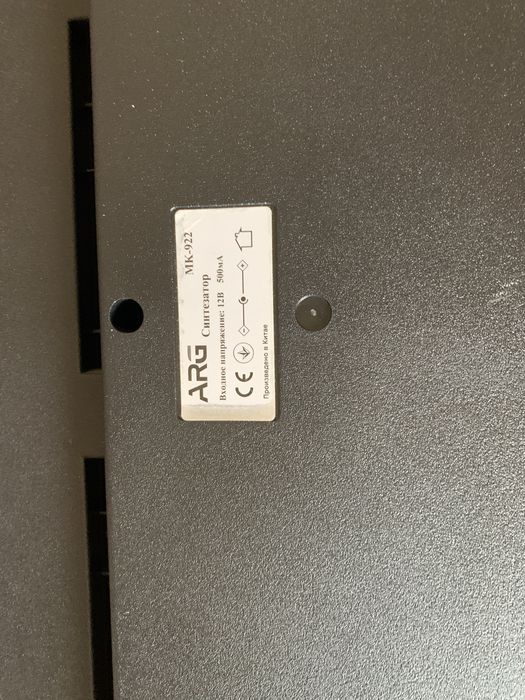 MK-922
ARG Синтезатор
Входное напряжение: 12В 500мА
CE
Произведено в Китае